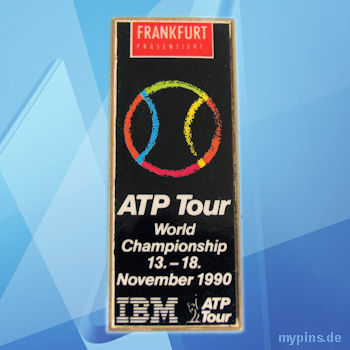 FRANKFURT
PRÄSENTIERT
ATP Tour
World
Championship
13.–18.
November 1990
IBM
ATP
Tour
mypins.de